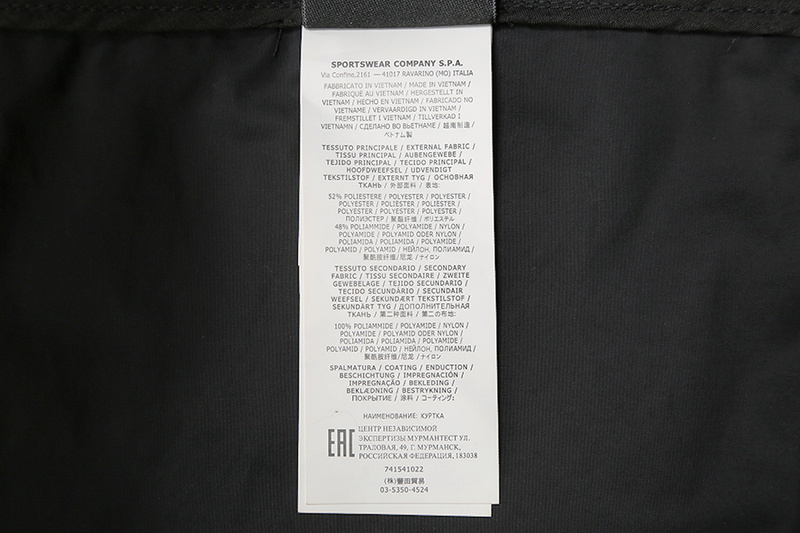 SPORTSWEAR COMPANY S.P.A.
Via Confine,2161 — 41017 RAVARINO (MO) ITALIA
FABBRICATO IN VIETNAM / MADE IN VIETNAM /
FABRIQUÉ AU VIETNAM / HERGESTELLT IN
VIETNAM / HECHO EN VIETNAM / FABRICADO NO
VIETNAME / VERVAARDIGD IN VIETNAM /
FREMSTILLET I VIETNAM / TILLVERKAD I
VIETNAMN / СДЕЛАНО ВО ВЬЕТНАМЕ / 越南制造 /
ベトナム製
TESSUTO PRINCIPALE / EXTERNAL FABRIC /
TISSU PRINCIPAL / AUßENGEWEBE /
TEJIDO PRINCIPAL / TECIDO PRINCIPAL /
HOOFDWEEFSEL / UDVENDIGT
TEKSTILSTOF / EXTERNT TYG / ОСНОВНАЯ
ТКАНЬ / 外部面料 / 表地:
52% POLIESTERE / POLYESTER / POLYESTER /
POLYESTER / POLIÉSTER / POLIÉSTER /
POLYESTER / POLYESTER / POLYESTER /
ПОЛИЭСТЕР / 聚酯纤维 / ポリエステル
48% POLIAMMIDE / POLYAMIDE / NYLON /
POLYAMIDE / POLYAMID ODER NYLON /
POLIAMIDA / POLIAMIDA / POLYAMIDE /
POLYAMID / POLYAMID / НЕЙЛОН, ПОЛИАМИД /
聚酰胺纤维/尼龙 / ナイロン
TESSUTO SECONDARIO / SECONDARY
FABRIC / TISSU SECONDAIRE / ZWEITE
GEWEBELAGE / TEJIDO SECUNDARIO /
TECIDO SECUNDÁRIO / SECUNDAIR
WEEFSEL / SEKUNDÆRT TEKSTILSTOF /
SEKUNDÄRT TYG / ДОПОЛНИТЕЛЬНАЯ
ТКАНЬ / 第二种面料 / 第二の布地:
100% POLIAMMIDE / POLYAMIDE / NYLON /
POLYAMIDE / POLYAMID ODER NYLON /
POLIAMIDA / POLIAMIDA / POLYAMIDE /
POLYAMID / POLYAMID / НЕЙЛОН, ПОЛИАМИД /
聚酰胺纤维/尼龙 / ナイロン
SPALMATURA / COATING / ENDUCTION /
BESCHICHTUNG / IMPREGNACIÓN /
IMPREGNAÇÃO / BEKLEDING /
BEKLÆDNING / BESTRYKNING /
ПОКРЫТИЕ / 涂料 / コーティング:
НАИМЕНОВАНИЕ: КУРТКА
EAC ЦЕНТР НЕЗАВИСИМОЙ
ЭКСПЕРТИЗЫ МУРМАНТЕСТ УЛ.
ТРАЛОВАЯ, 49, Г. МУРМАНСК,
РОССИЙСКАЯ ФЕДЕРАЦИЯ, 183038
741541022
(株)豊田貿易
03-5350-4524